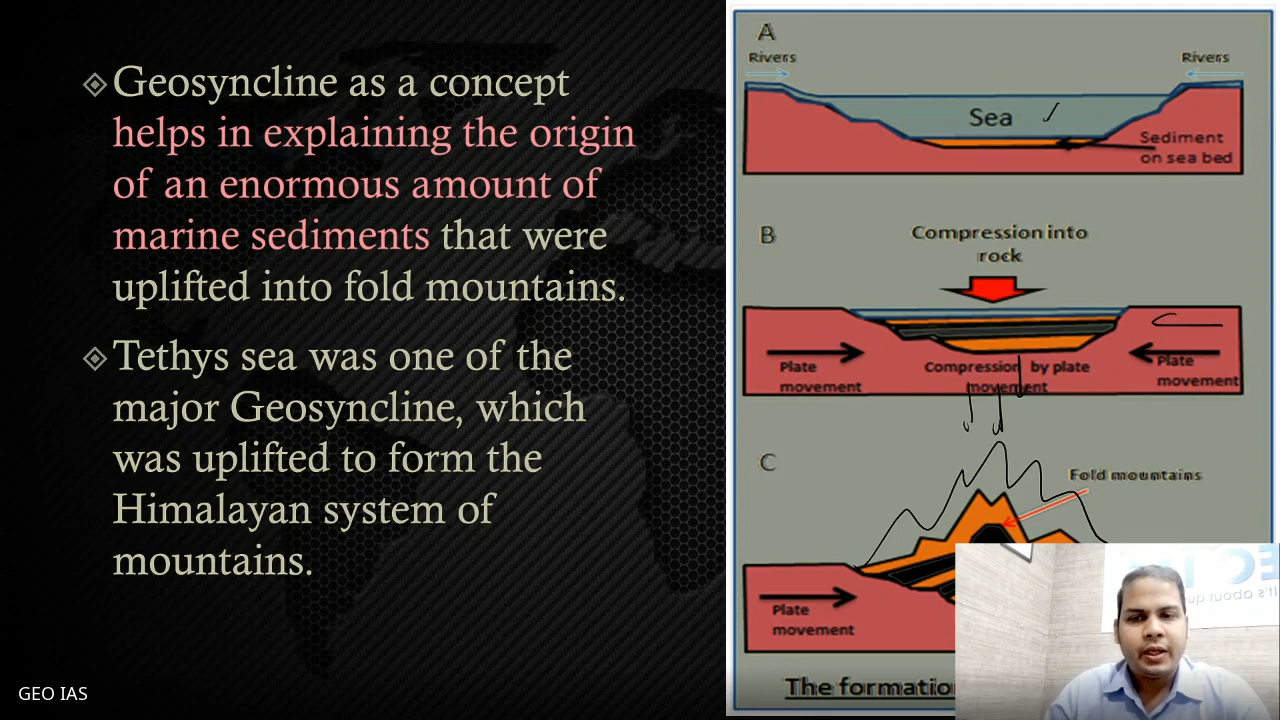 Geosyncline as a concept
helps in explaining the origin
of an enormous amount of
marine sediments that were
uplifted into fold mountains.
Tethys sea was one of the
major Geosyncline, which
was uplifted to form the
Himalayan system of
mountains.
GEO IAS
A
Rivers
Rivers
Sea
Sediment
on sea bed
B
Compression into
rock
Plate
movement
Compression by plate
movement
Plate
movement
C
Fold mountains
Plate
movement
The formatio